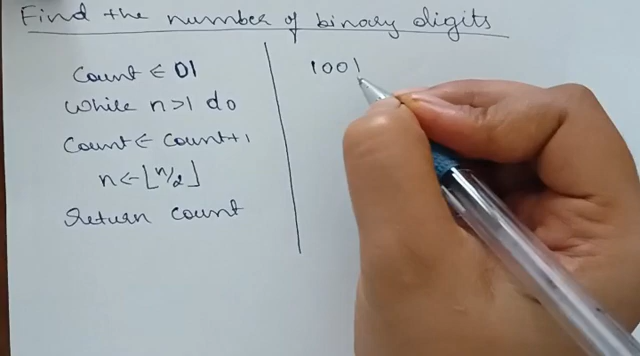 Find the number of binary digits
Count ← 01
While n>1 do
Count ← Count+1
n ← ⌊n/2⌋
Return count
1001